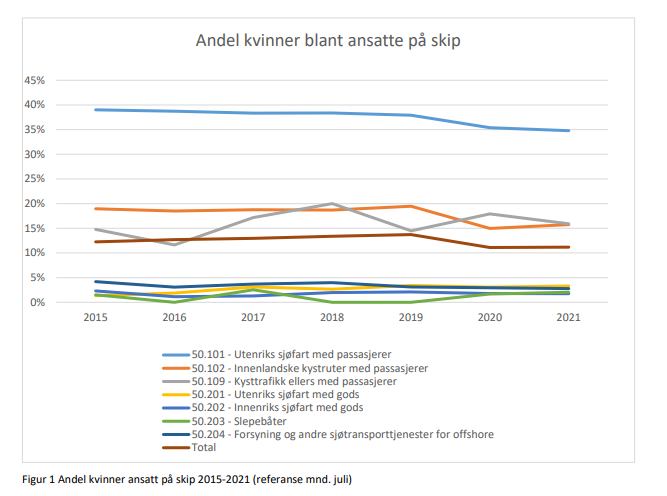 Andel kvinner blant ansatte på skip
45%
40%
35%
30%
25%
20%
15%
10%
5%
0%
2015 2016 2017 2018 2019 2020 2021
50.101 - Utenriks sjøfart med passasjerer
50.102 - Innenlandske kystruter med passasjerer
50.109 - Kysttrafikk ellers med passasjerer
50.201 - Utenriks sjøfart med gods
50.202 - Innenriks sjøfart med gods
50.203 - Slepebåter
50.204 - Forsyning og andre sjøtransporttjenester for offshore
Total
Figur 1 Andel kvinner ansatt på skip 2015-2021 (referanse mnd. juli)